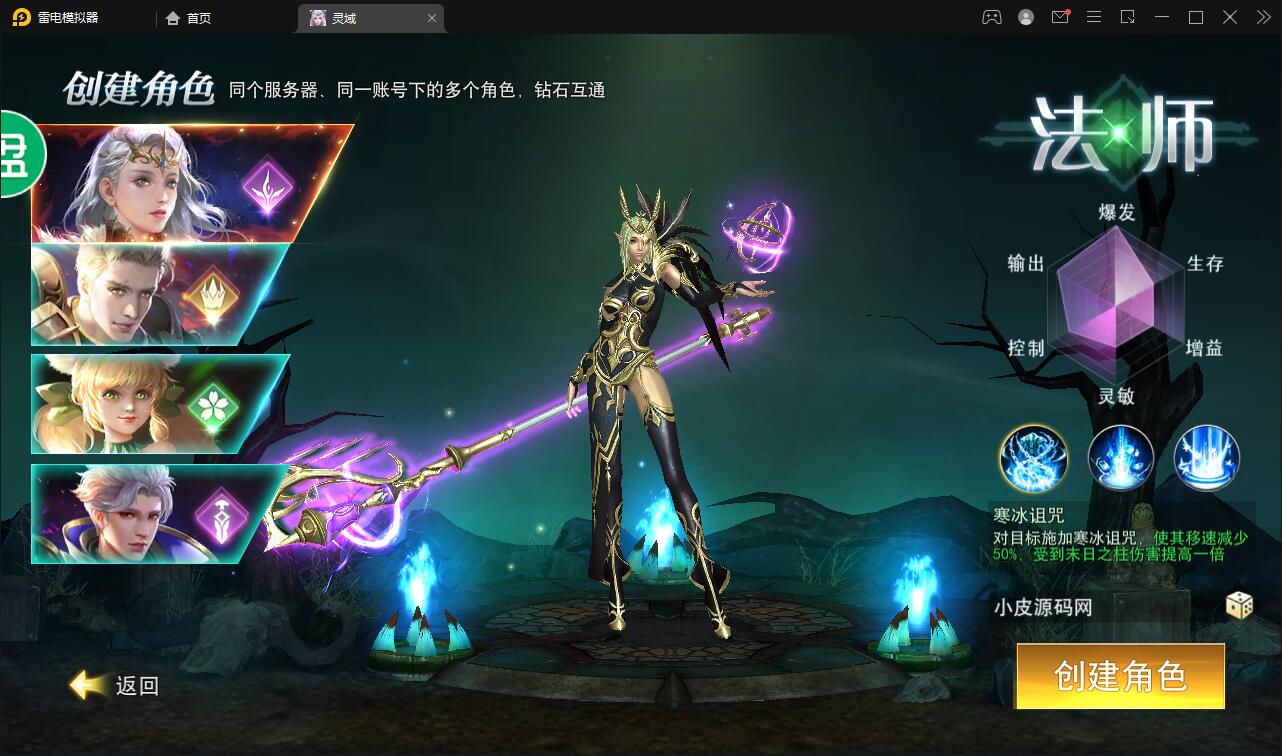 雷电模拟器
首页
灵域
创建角色
同个服务器、同一账号下的多个角色，钻石互通
盘
法师
爆发
输出
生存
控制
增益
灵敏
寒冰诅咒
对目标施加寒冰诅咒，使其移速减少
50%，受到末日之柱伤害提高一倍
小皮源码网
返回
创建角色